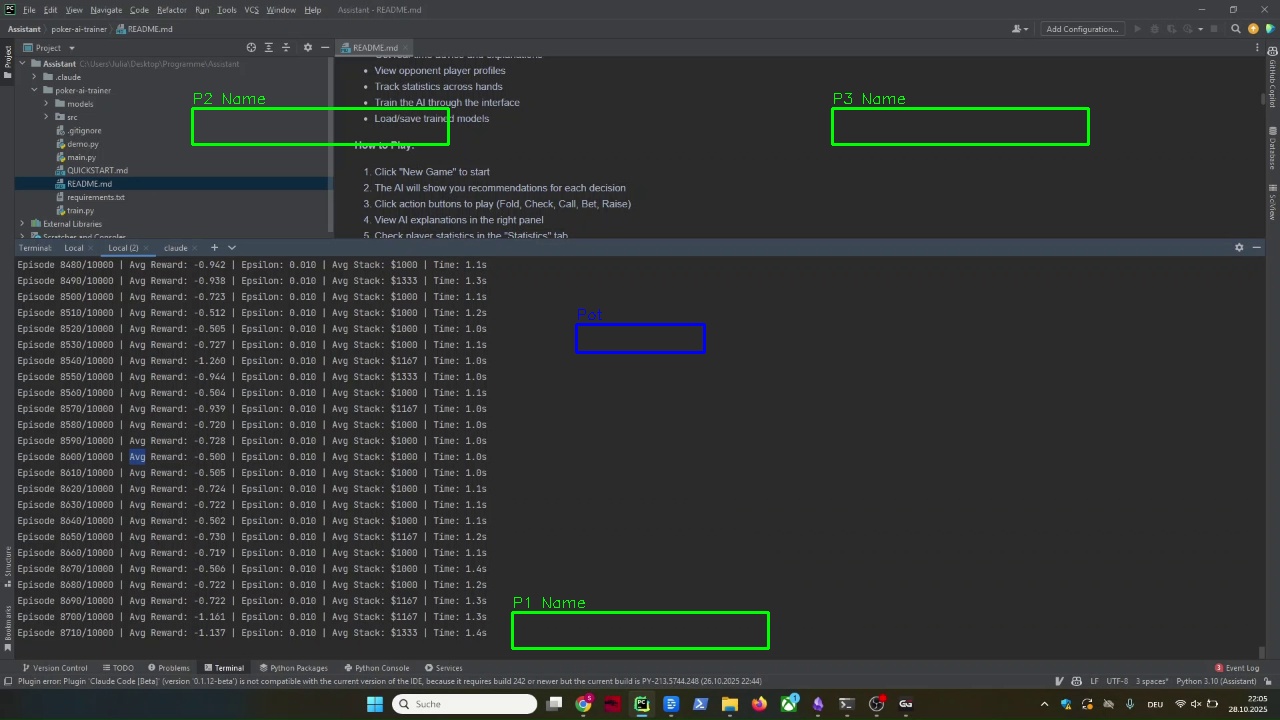 File Edit View Navigate Code Refactor Run Tools VCS Window Help Assistant - README.md
Assistant poker-ai-trainer README.md Add Configuration...
Project README.md
Assistant C:\Users\Julia\Desktop\Programme\Assistant
.claude
poker-ai-trainer
models
src
.gitignore
demo.py
main.py
QUICKSTART.md
README.md
requirements.txt
train.py
External Libraries
Scratches and Consoles
View opponent player profiles
Track statistics across hands
Train the AI through the interface
Load/save trained models
How to Play:
1. Click "New Game" to start
2. The AI will show you recommendations for each decision
3. Click action buttons to play (Fold, Check, Call, Bet, Raise)
4. View AI explanations in the right panel
5. Check player statistics in the "Statistics" tab
P2 Name
P3 Name
Pot
P1 Name
Project
Structure
Bookmarks
GitHub Copilot
Database
SciView
Terminal: Local Local (2) claude
Episode 8480/10000 | Avg Reward: -0.942 | Epsilon: 0.010 | Avg Stack: $1000 | Time: 1.1s
Episode 8490/10000 | Avg Reward: -0.938 | Epsilon: 0.010 | Avg Stack: $1333 | Time: 1.3s
Episode 8500/10000 | Avg Reward: -0.723 | Epsilon: 0.010 | Avg Stack: $1000 | Time: 1.1s
Episode 8510/10000 | Avg Reward: -0.512 | Epsilon: 0.010 | Avg Stack: $1000 | Time: 1.2s
Episode 8520/10000 | Avg Reward: -0.505 | Epsilon: 0.010 | Avg Stack: $1000 | Time: 1.0s
Episode 8530/10000 | Avg Reward: -0.727 | Epsilon: 0.010 | Avg Stack: $1000 | Time: 1.1s
Episode 8540/10000 | Avg Reward: -1.260 | Epsilon: 0.010 | Avg Stack: $1167 | Time: 1.0s
Episode 8550/10000 | Avg Reward: -0.944 | Epsilon: 0.010 | Avg Stack: $1333 | Time: 1.0s
Episode 8560/10000 | Avg Reward: -0.504 | Epsilon: 0.010 | Avg Stack: $1000 | Time: 1.1s
Episode 8570/10000 | Avg Reward: -0.939 | Epsilon: 0.010 | Avg Stack: $1167 | Time: 1.0s
Episode 8580/10000 | Avg Reward: -0.720 | Epsilon: 0.010 | Avg Stack: $1000 | Time: 1.0s
Episode 8590/10000 | Avg Reward: -0.728 | Epsilon: 0.010 | Avg Stack: $1000 | Time: 1.0s
Episode 8600/10000 | Avg Reward: -0.500 | Epsilon: 0.010 | Avg Stack: $1000 | Time: 1.0s
Episode 8610/10000 | Avg Reward: -0.505 | Epsilon: 0.010 | Avg Stack: $1000 | Time: 1.0s
Episode 8620/10000 | Avg Reward: -0.724 | Epsilon: 0.010 | Avg Stack: $1000 | Time: 1.1s
Episode 8630/10000 | Avg Reward: -0.722 | Epsilon: 0.010 | Avg Stack: $1000 | Time: 1.1s
Episode 8640/10000 | Avg Reward: -0.502 | Epsilon: 0.010 | Avg Stack: $1000 | Time: 1.1s
Episode 8650/10000 | Avg Reward: -0.730 | Epsilon: 0.010 | Avg Stack: $1167 | Time: 1.2s
Episode 8660/10000 | Avg Reward: -0.719 | Epsilon: 0.010 | Avg Stack: $1000 | Time: 1.1s
Episode 8670/10000 | Avg Reward: -0.506 | Epsilon: 0.010 | Avg Stack: $1000 | Time: 1.4s
Episode 8680/10000 | Avg Reward: -0.722 | Epsilon: 0.010 | Avg Stack: $1000 | Time: 1.2s
Episode 8690/10000 | Avg Reward: -0.722 | Epsilon: 0.010 | Avg Stack: $1167 | Time: 1.3s
Episode 8700/10000 | Avg Reward: -1.161 | Epsilon: 0.010 | Avg Stack: $1167 | Time: 1.3s
Episode 8710/10000 | Avg Reward: -1.137 | Epsilon: 0.010 | Avg Stack: $1333 | Time: 1.4s
Version Control TODO Problems Terminal Python Packages Python Console Services Event Log
Plugin error: Plugin 'Claude Code [Beta]' (version '0.1.12-beta') is not compatible with the current version of the IDE, because it requires build 242 or newer but the current build is PY-213.5744.248 (26.10.2025 22:44) LF UTF-8 3 spaces* Python 3.10 (Assistant)
Suche DEU 22:05
28.10.2025